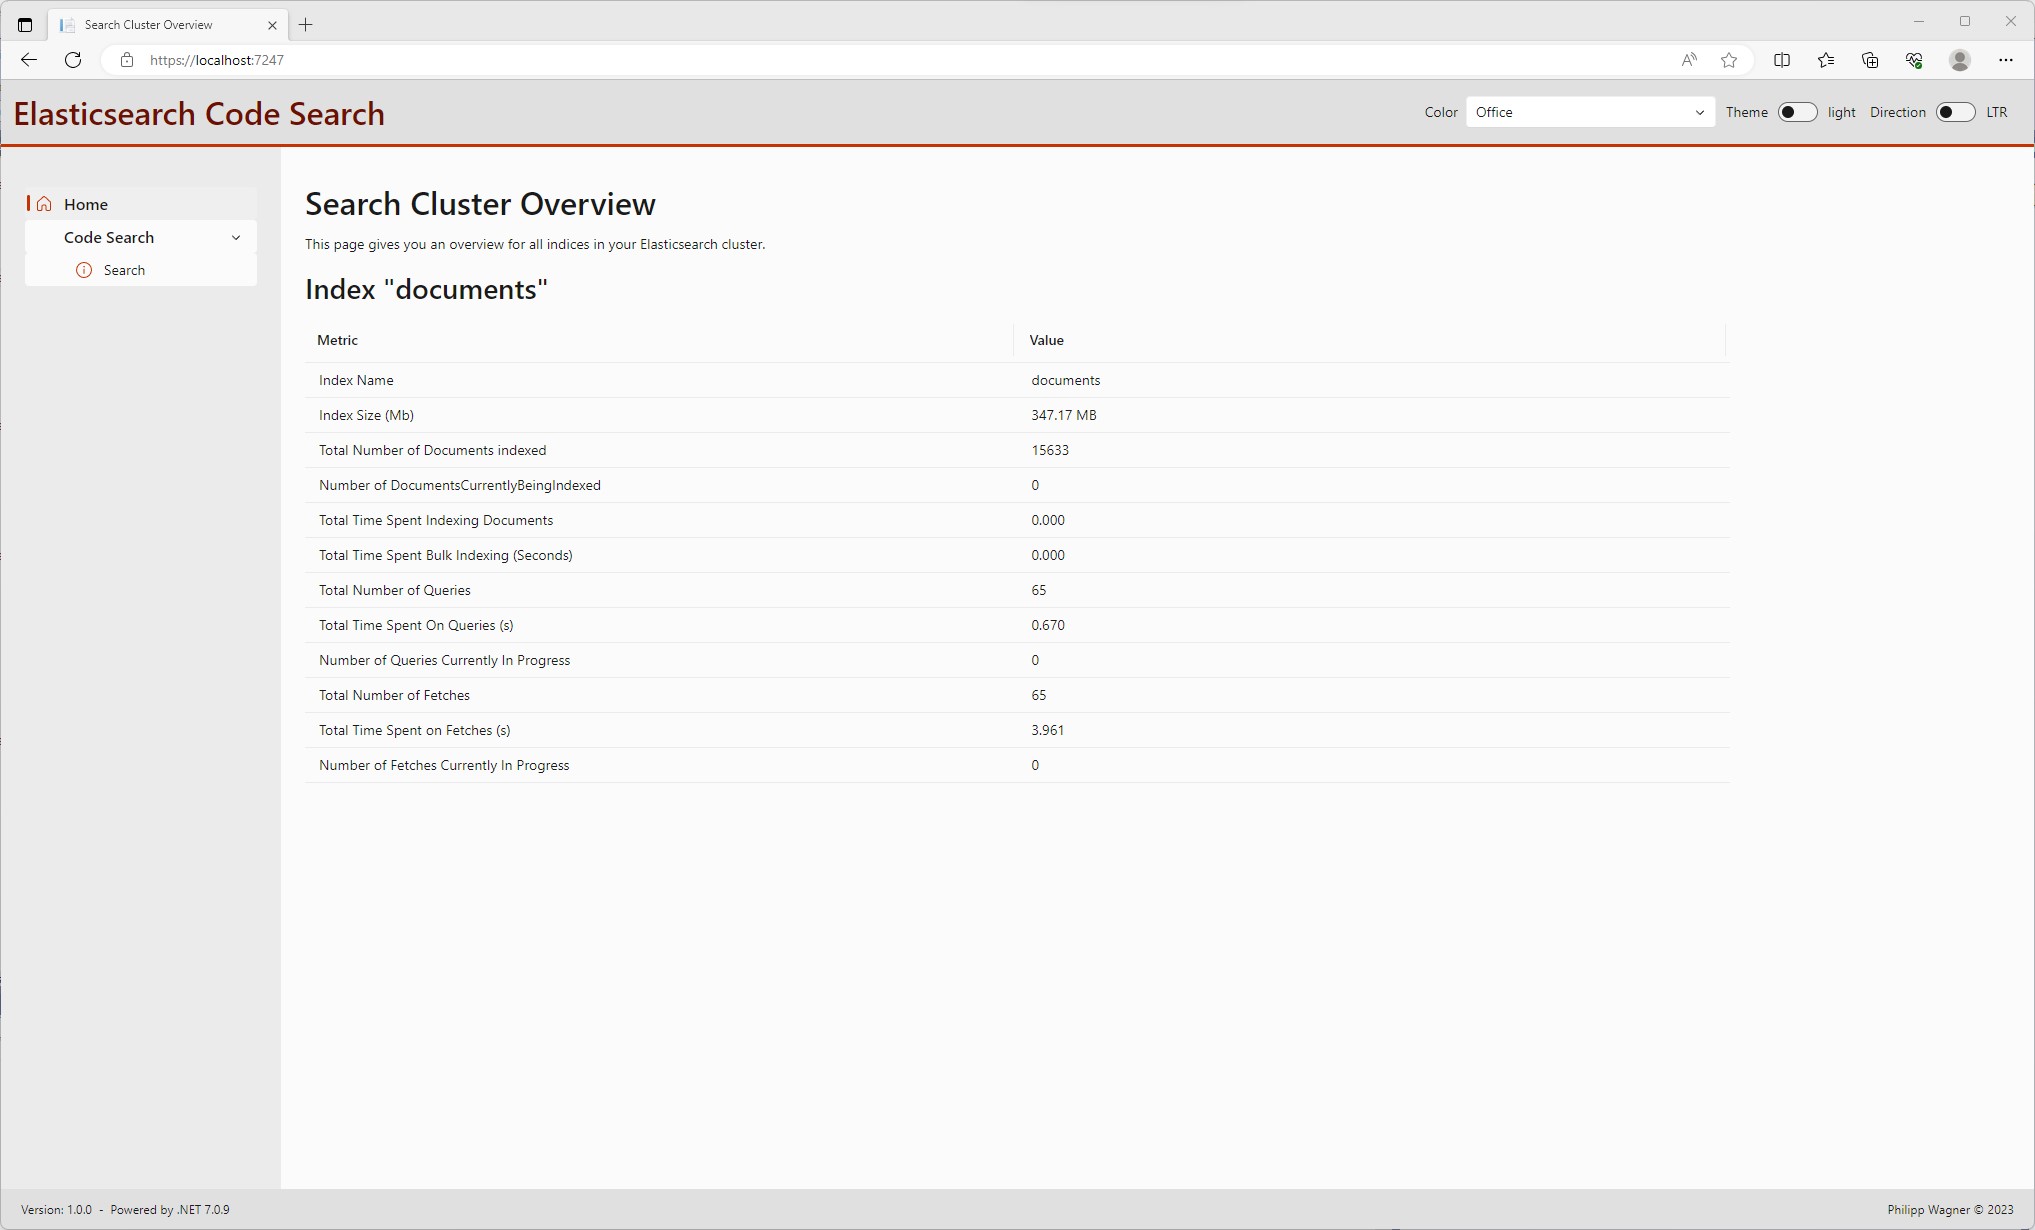 Search Cluster Overview
https://localhost:7247
Elasticsearch Code Search
Color Office Theme light Direction LTR
Home
Code Search
Search
Search Cluster Overview
This page gives you an overview for all indices in your Elasticsearch cluster.
Index "documents"
Metric Value
Index Name documents
Index Size (Mb) 347.17 MB
Total Number of Documents indexed 15633
Number of DocumentsCurrentlyBeingIndexed 0
Total Time Spent Indexing Documents 0.000
Total Time Spent Bulk Indexing (Seconds) 0.000
Total Number of Queries 65
Total Time Spent On Queries (s) 0.670
Number of Queries Currently In Progress 0
Total Number of Fetches 65
Total Time Spent on Fetches (s) 3.961
Number of Fetches Currently In Progress 0
Version: 1.0.0 - Powered by .NET 7.0.9
Philipp Wagner © 2023